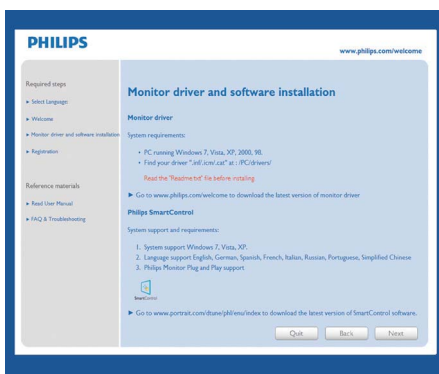 PHILIPS
www.philips.com/welcome
Required steps
Select Language:
Welcome
Monitor driver and software installation
Registration
Reference materials
Read User Manual
FAQ & Troubleshooting
Monitor driver and software installation
Monitor driver
System requirements:
• PC running Windows 7, Vista, XP, 2000, 98.
• Find your driver ".inf/.icm/.cat" at : /PC/drivers/
Read the "Readme.txt" file before installing.
Go to www.philips.com/welcome to download the latest version of monitor driver
Philips SmartControl
System support and requirements:
1. System support Windows 7, Vista, XP.
2. Language support English, German, Spanish, French, Italian, Russian, Portuguese, Simplified Chinese
3. Philips Monitor Plug and Play support
SmartControl
Go to www.portrait.com/dtune/phl/enu/index to download the latest version of SmartControl software.
Quit Back Next